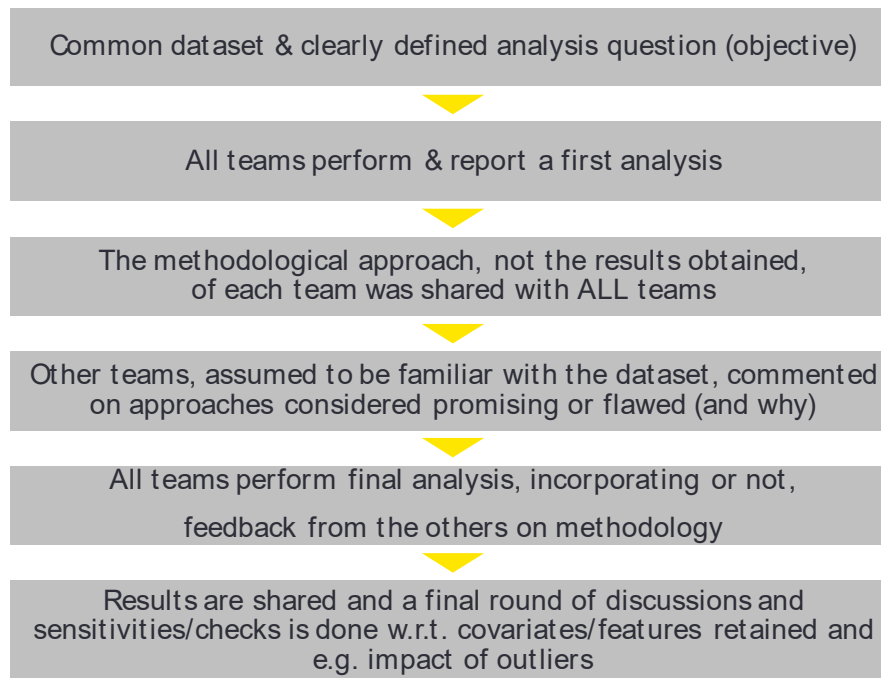 Common dataset & clearly defined analysis question (objective)
All teams perform & report a first analysis
The methodological approach, not the results obtained,
of each team was shared with ALL teams
Other teams, assumed to be familiar with the dataset, commented
on approaches considered promising or flawed (and why)
All teams perform final analysis, incorporating or not,
feedback from the others on methodology
Results are shared and a final round of discussions and
sensitivities/checks is done w.r.t. covariates/features retained and
e.g. impact of outliers